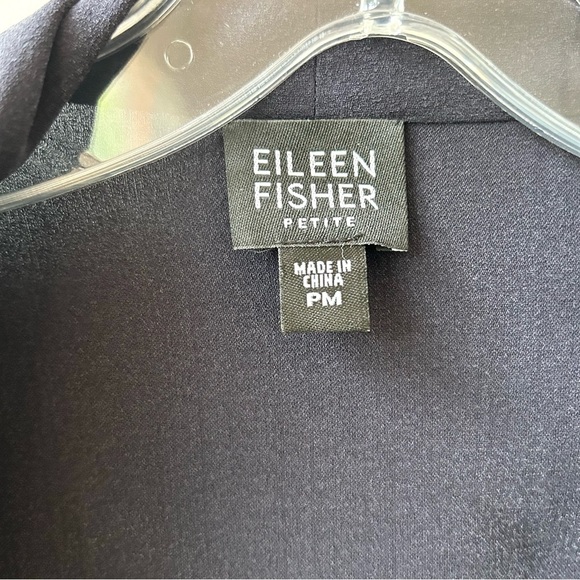 EILEEN
FISHER
PETITE
MADE IN
CHINA
PM